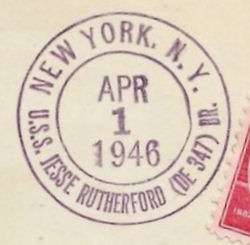 NEW YORK, N.Y.
APR
1
1946
U.S.S. JESSE RUTHERFORD (DE 347) BR.